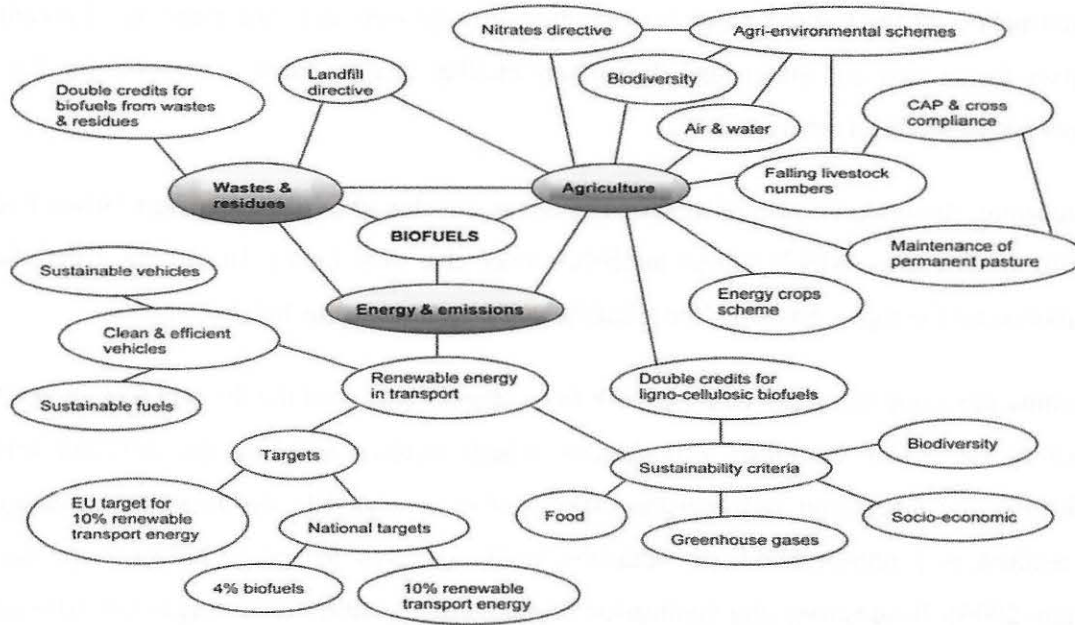 Nitrates directive
Agri-environmental schemes
Double credits for
biofuels from wastes
& residues
Landfill
directive
Biodiversity
CAP & cross
compliance
Air & water
Wastes &
residues
Agriculture
Falling livestock
numbers
BIOFUELS
Maintenance of
permanent pasture
Sustainable vehicles
Energy & emissions
Energy crops
scheme
Clean & efficient
vehicles
Renewable energy
in transport
Double credits for
ligno-cellulosic biofuels
Sustainable fuels
Biodiversity
Targets
Sustainability criteria
EU target for
10% renewable
transport energy
National targets
Food
Socio-economic
Greenhouse gases
4% biofuels
10% renewable
transport energy